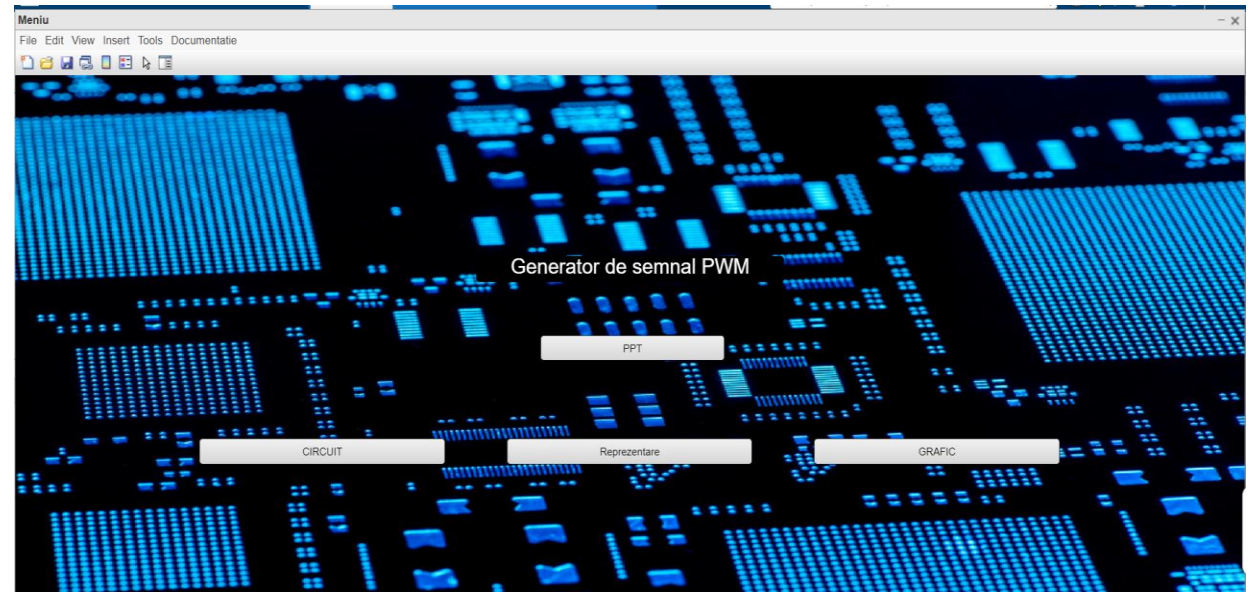 Meniu
File Edit View Insert Tools Documentatie
Generator de semnal PWM
PPT
CIRCUIT Reprezentare GRAFIC